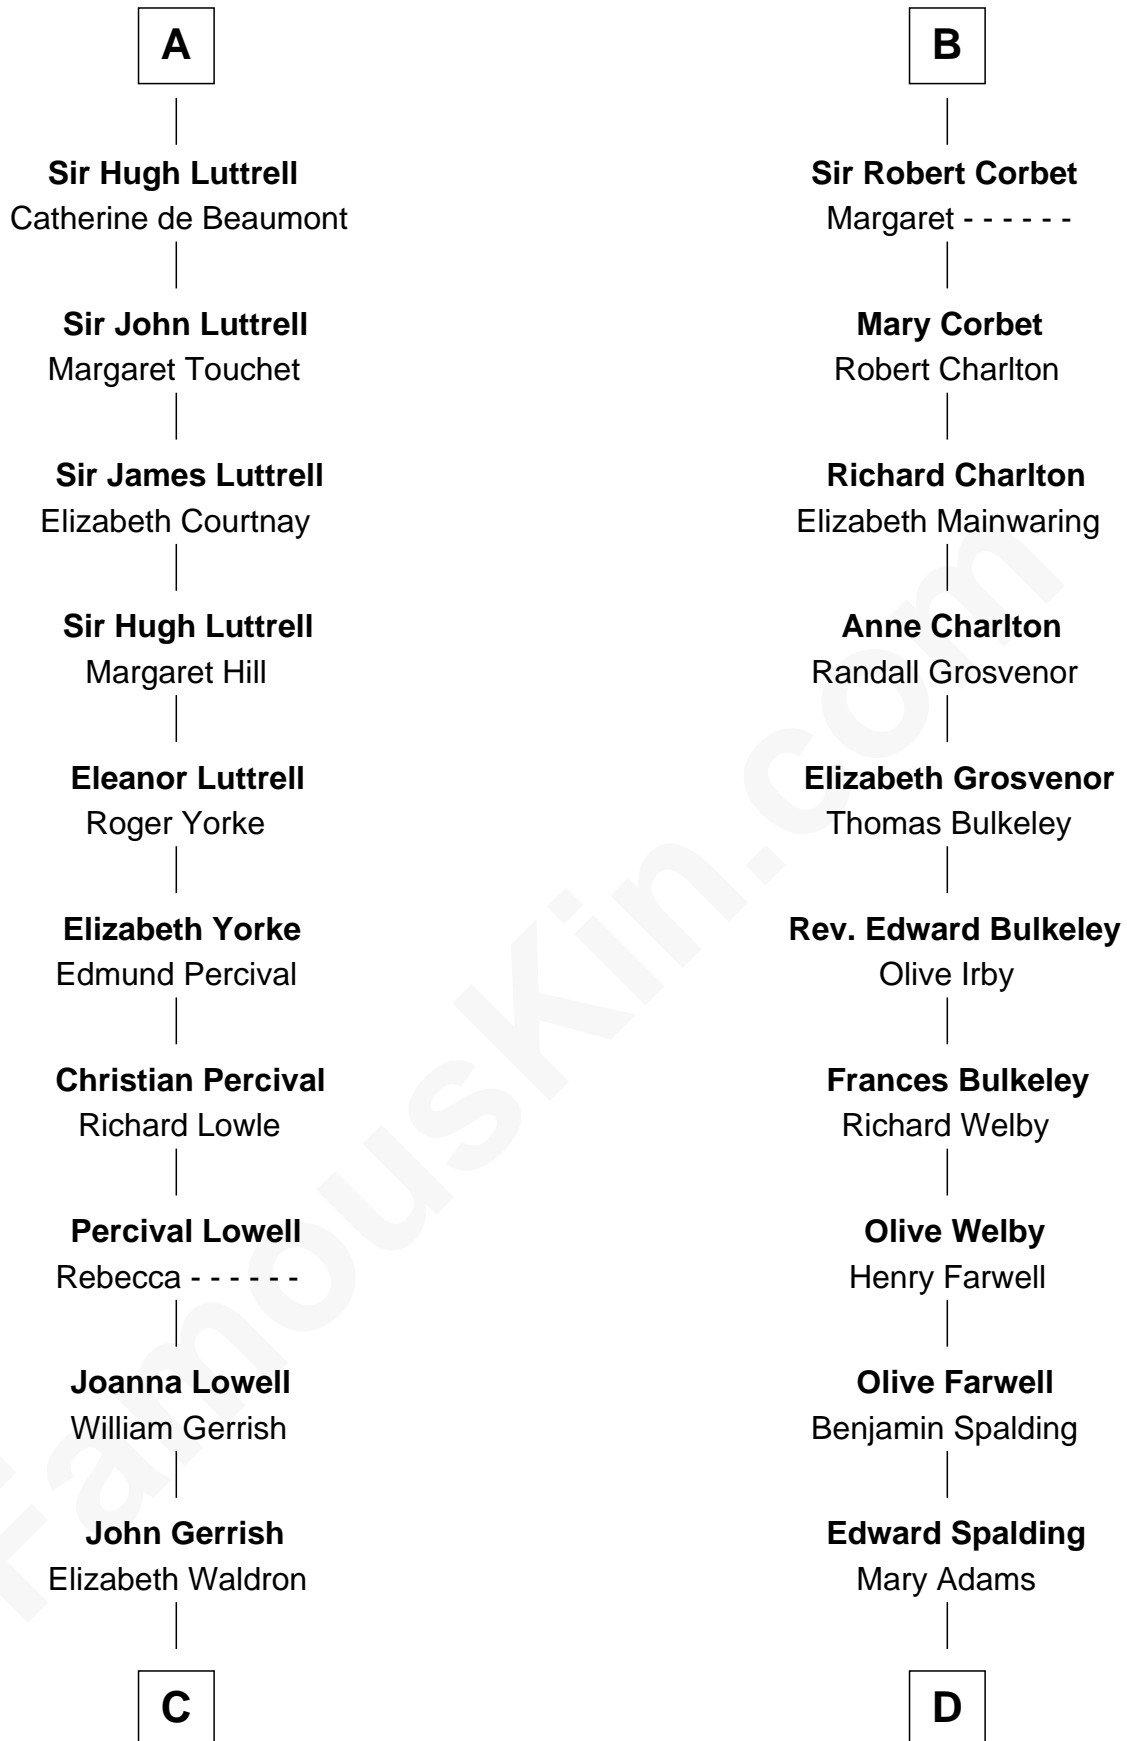 A
Sir Hugh Luttrell
Catherine de Beaumont
Sir John Luttrell
Margaret Touchet
Sir James Luttrell
Elizabeth Courtnay
Sir Hugh Luttrell
Margaret Hill
Eleanor Luttrell
Roger Yorke
Elizabeth Yorke
Edmund Percival
Christian Percival
Richard Lowle
Percival Lowell
Rebecca - - - - - -
Joanna Lowell
William Gerrish
John Gerrish
Elizabeth Waldron
C
B
Sir Robert Corbet
Margaret - - - - - -
Mary Corbet
Robert Charlton
Richard Charlton
Elizabeth Mainwaring
Anne Charlton
Randall Grosvenor
Elizabeth Grosvenor
Thomas Bulkeley
Rev. Edward Bulkeley
Olive Irby
Frances Bulkeley
Richard Welby
Olive Welby
Henry Farwell
Olive Farwell
Benjamin Spalding
Edward Spalding
Mary Adams
D
FamousKin.com